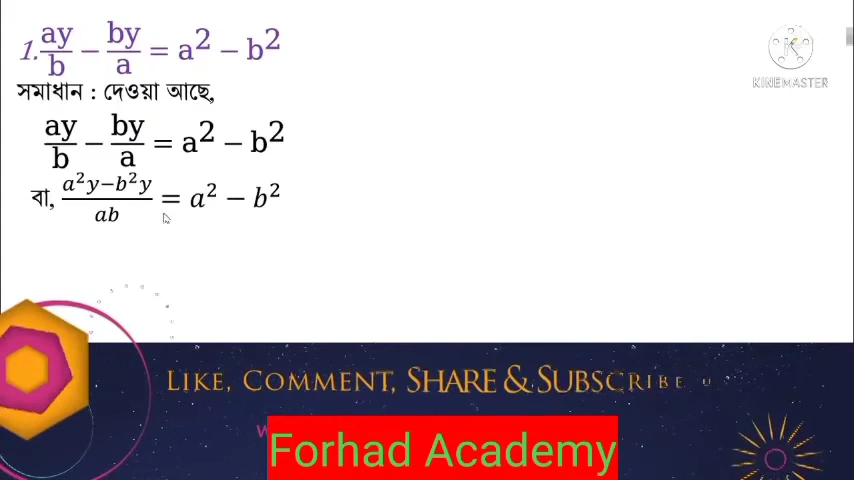 1. ay/b − by/a = a² − b²
KINEMASTER
সমাধান : দেওয়া আছে,
ay/b − by/a = a² − b²
বা, a²y−b²y/ab = a² − b²
LIKE, COMMENT, SHARE & SUBSCRIBE
Forhad Academy